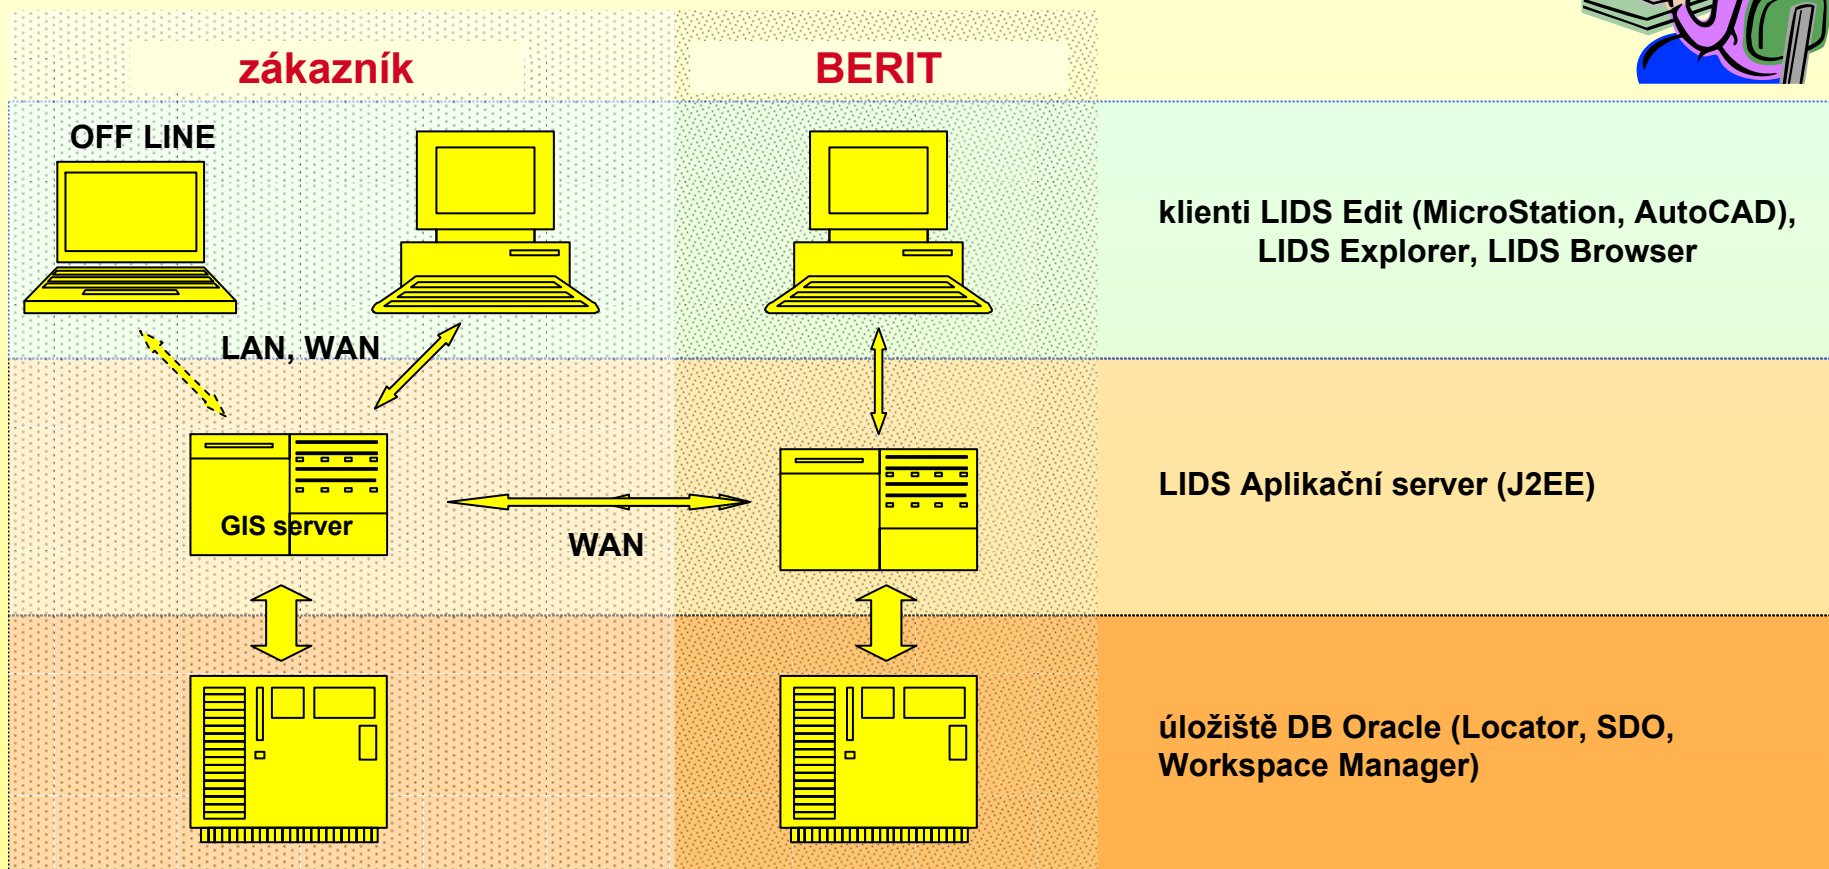 zákazník
BERIT
OFF LINE
klienti LIDS Edit (MicroStation, AutoCAD),
LIDS Explorer, LIDS Browser
LAN, WAN
LIDS Aplikační server (J2EE)
GIS server
WAN
úložiště DB Oracle (Locator, SDO,
Workspace Manager)